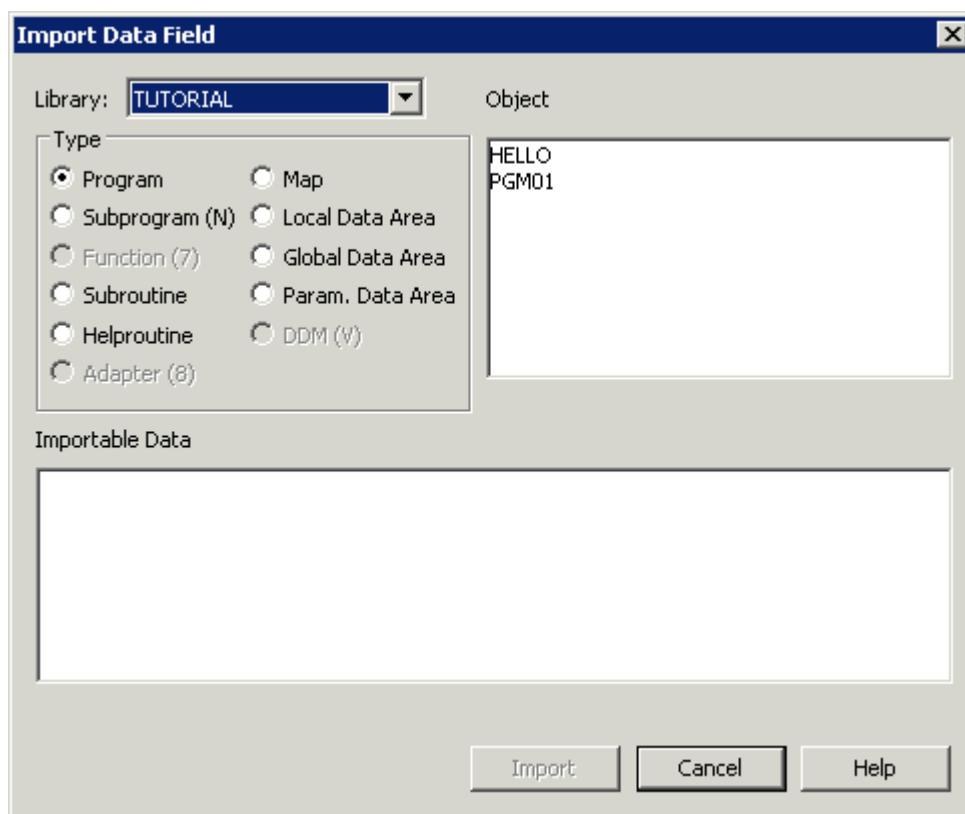 Import Data Field
Library: TUTORIAL
Object
Type
Program
Map
Subprogram (N)
Local Data Area
Function (7)
Global Data Area
Subroutine
Param. Data Area
Helproutine
DDM (V)
Adapter (8)
HELLO
PGM01
Importable Data
Import
Cancel
Help